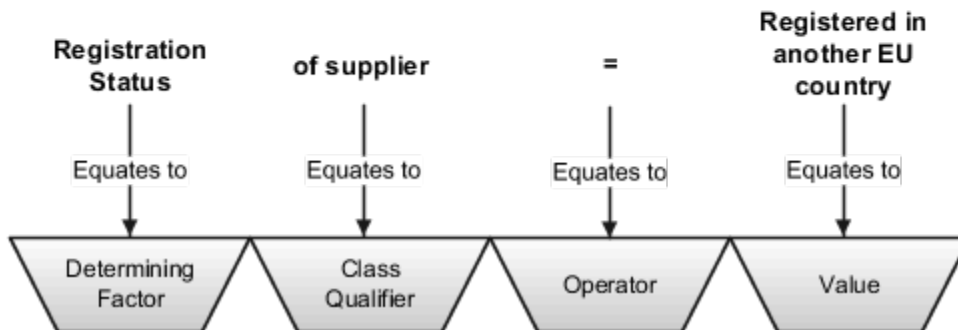 Registration
Status
of supplier
=
Registered in
another EU
country
Equates to
Equates to
Equates to
Equates to
Determining
Factor
Class
Qualifier
Operator
Value